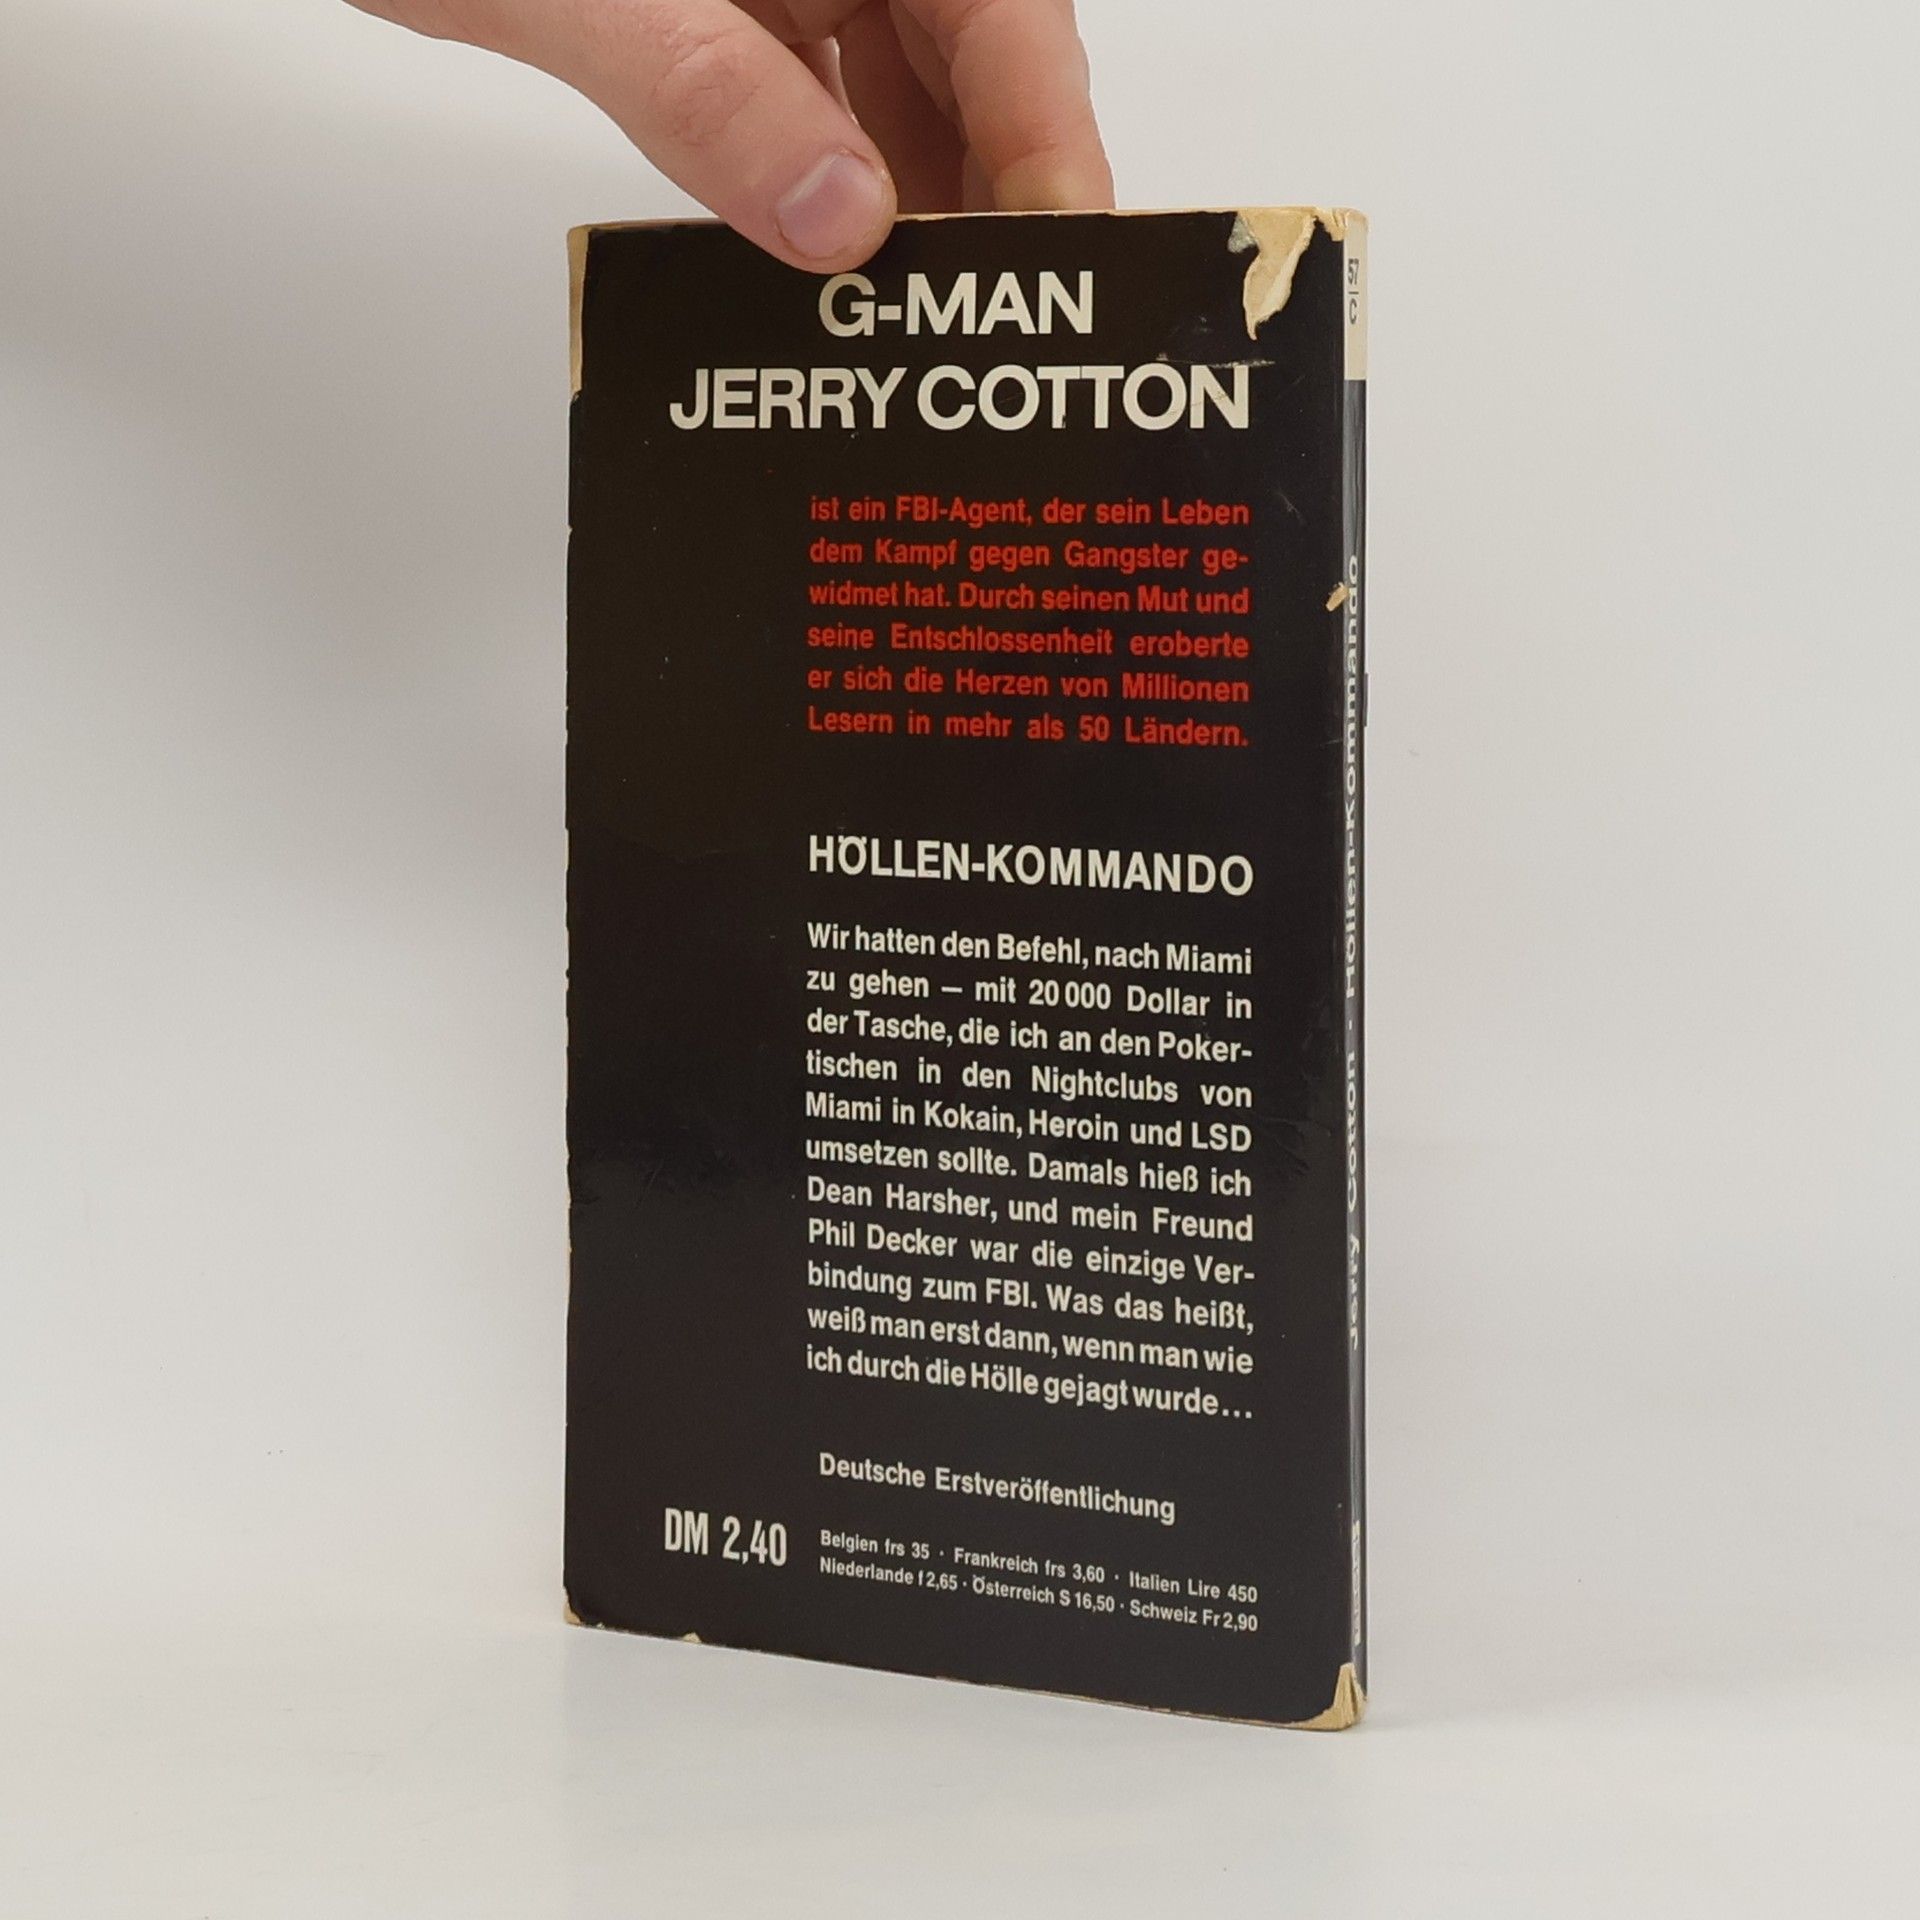 G-MAN
JERRY COTTON
ist ein FBI-Agent, der sein Leben
dem Kampf gegen Gangster ge-
widmet hat. Durch seinen Mut und
seine Entschlossenheit eroberte
er sich die Herzen von Millionen
Lesern in mehr als 50 Ländern.
HÖLLEN-KOMMANDO
Wir hatten den Befehl, nach Miami
zu gehen — mit 20 000 Dollar in
der Tasche, die ich an den Poker-
tischen in den Nightclubs von
Miami in Kokain, Heroin und LSD
umsetzen sollte. Damals hieß ich
Dean Harsher, und mein Freund
Phil Decker war die einzige Ver-
bindung zum FBI. Was das heißt,
weiß man erst dann, wenn man wie
ich durch die Hölle gejagt wurde...
Deutsche Erstveröffentlichung
DM 2,40
Belgien frs 35 · Frankreich frs 3,60 · Italien Lire 450
Niederlande f 2,65 · Österreich S 16,50 · Schweiz Fr 2,90
57
C
Jerry Cotton · Höllen-Kommando